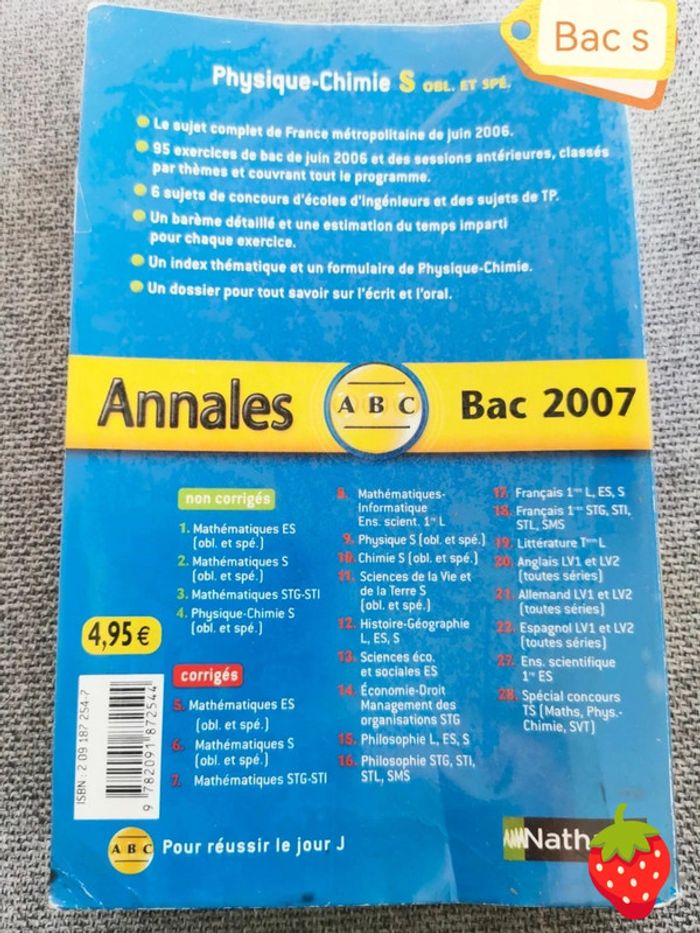 Bac s
Physique-Chimie S OBL. ET SPÉ.
Le sujet complet de France métropolitaine de juin 2006.
95 exercices de bac de juin 2006 et des sessions antérieures, classés
par thèmes et couvrant tout le programme.
6 sujets de concours d'écoles d'ingénieurs et des sujets de TP.
Un barème détaillé et une estimation du temps imparti
pour chaque exercice.
Un index thématique et un formulaire de Physique-Chimie.
Un dossier pour tout savoir sur l'écrit et l'oral.
Annales ABC Bac 2007
non corrigés
1. Mathématiques ES
(obl. et spé.)
2. Mathématiques S
(obl. et spé.)
3. Mathématiques STG-STI
4. Physique-Chimie S
(obl. et spé.)
4,95 €
corrigés
5. Mathématiques ES
(obl. et spé.)
6. Mathématiques S
(obl. et spé.)
7. Mathématiques STG-STI
8. Mathématiques-
Informatique
Ens. scient. 1re L
9. Physique S (obl. et spé.)
10. Chimie S (obl. et spé.)
11. Sciences de la Vie et
de la Terre S
(obl. et spé.)
12. Histoire-Géographie
L, ES, S
13. Sciences éco.
et sociales ES
14. Économie-Droit
Management des
organisations STG
15. Philosophie L, ES, S
16. Philosophie STG, STI,
STL, SMS
17. Français 1re L, ES, S
18. Français 1re STG, STI,
STL, SMS
19. Littérature Term L
20. Anglais LV1 et LV2
(toutes séries)
21. Allemand LV1 et LV2
(toutes séries)
22. Espagnol LV1 et LV2
(toutes séries)
27. Ens. scientifique
1re ES
28. Spécial concours
TS (Maths, Phys.-
Chimie, SVT)
ISBN : 2 09 187 254-7
9 782091 872544
ABC Pour réussir le jour J